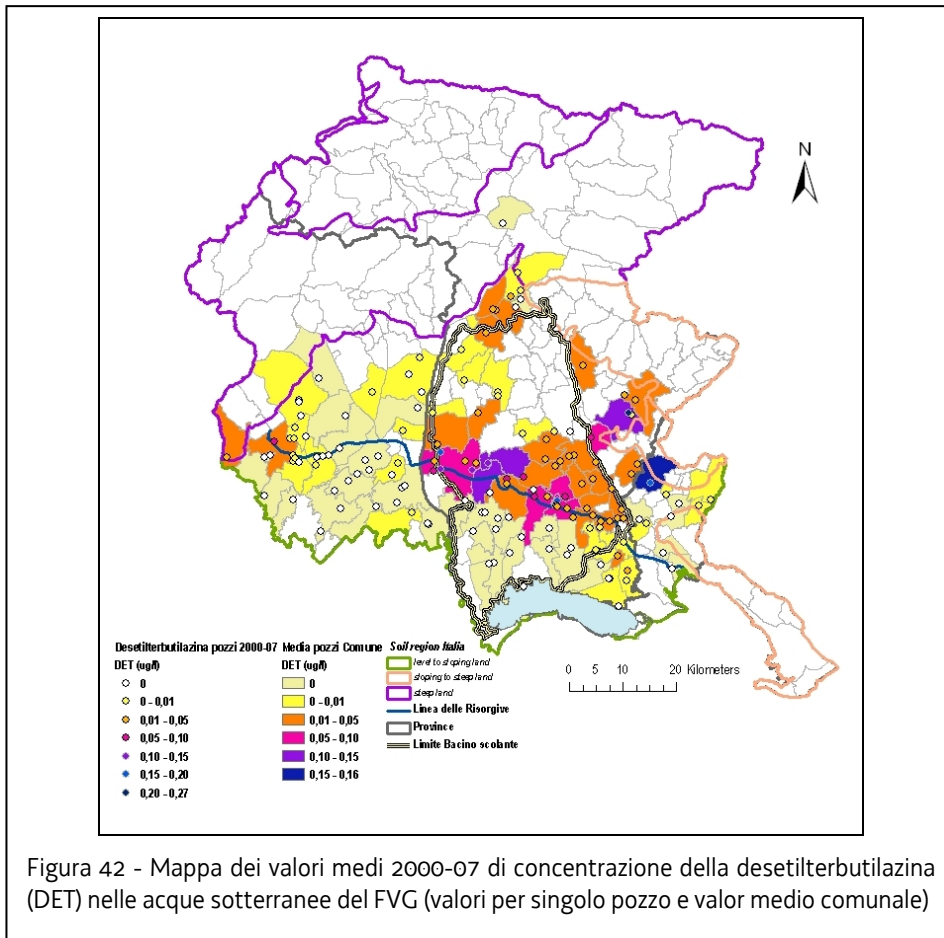 N
Desetilterbutilazina pozzi 2000-07
DET (ug/l)
0
0 - 0,01
0,01 - 0,05
0,05 - 0,10
0,10 - 0,15
0,15 - 0,20
0,20 - 0,27
Media pozzi Comune
DET (ug/l)
0
0 - 0,01
0,01 - 0,05
0,05 - 0,10
0,10 - 0,15
0,15 - 0,16
Soil region Italia
level to sloping land
sloping to steep land
steep land
Linea delle Risorgive
Province
Limite Bacino scolante
0 5 10 20 Kilometers
Figura 42 - Mappa dei valori medi 2000-07 di concentrazione della desetilterbutilazina
(DET) nelle acque sotterranee del FVG (valori per singolo pozzo e valor medio comunale)